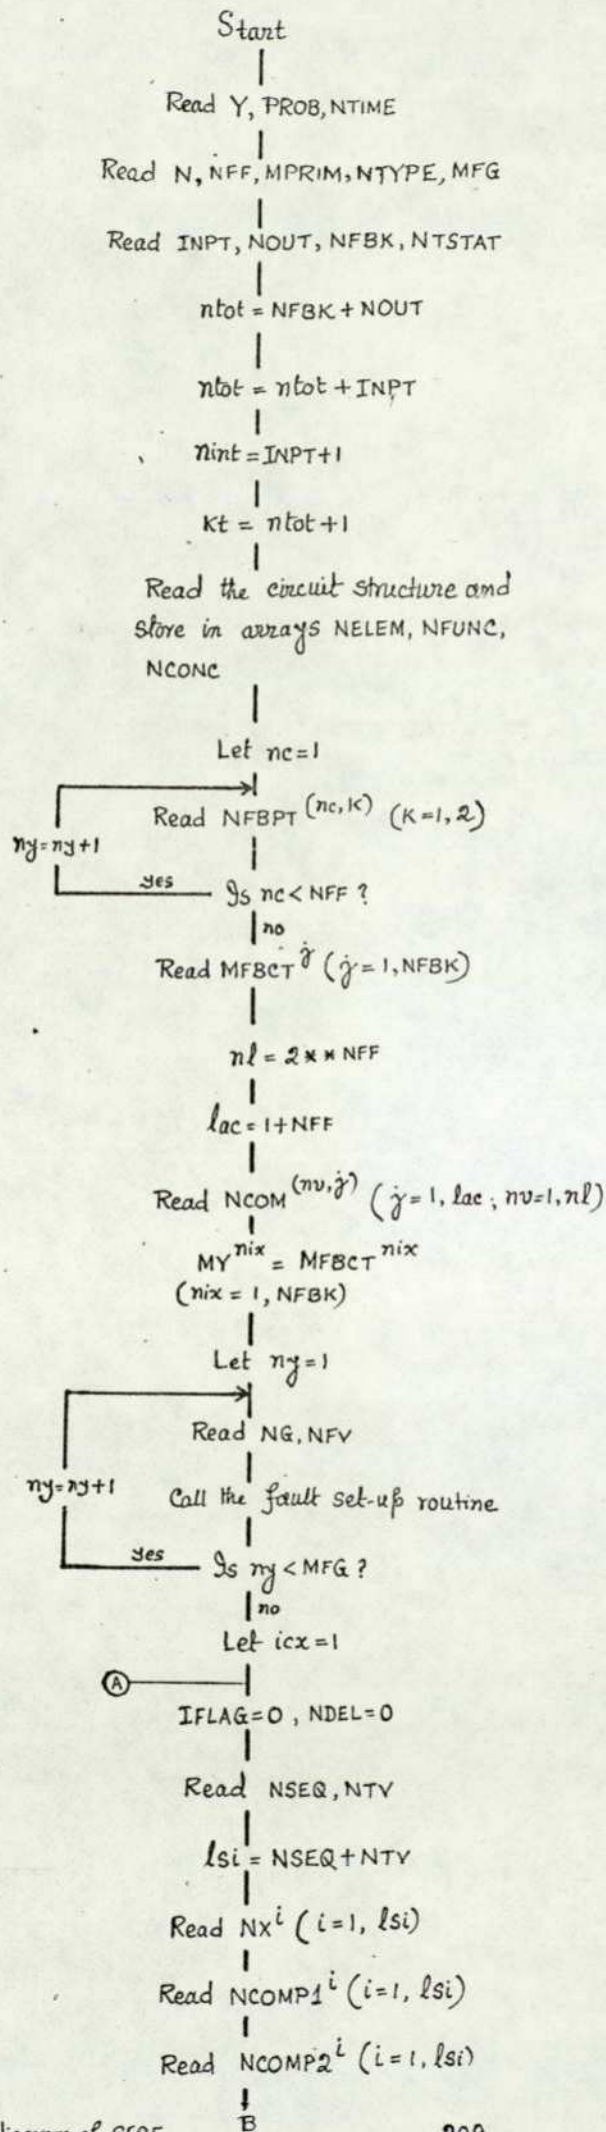 Start
Read Y, PROB, NTIME
Read N, NFF, MPRIM, NTYPE, MFG
Read INPT, NOUT, NFBK, NTSTAT
ntot = NFBK + NOUT
ntot = ntot + INPT
nint = INPT+1
Kt = ntot+1
Read the circuit structure and
store in arrays NELEM, NFUNC,
NCONC
Let nc=1
Read NFBPT (nc,K) (K=1,2)
ny=ny+1
yes
Is nc < NFF ?
no
Read MFBCT j (j=1, NFBK)
nl = 2** NFF
lac = 1+NFF
Read NCOM (nv,j) (j=1, lac; nv=1,nl)
MY nix = MFBCT nix
(nix = 1, NFBK)
Let ny=1
Read NG, NFV
ny=ny+1
Call the fault set-up routine
yes
Is ny < MFG ?
no
Let icx=1
A
IFLAG=0, NDEL=0
Read NSEQ, NTV
lsi = NSEQ+NTV
Read NX i (i=1, lsi)
Read NCOMP1 i (i=1, lsi)
Read NCOMP2 i (i=1, lsi)
B